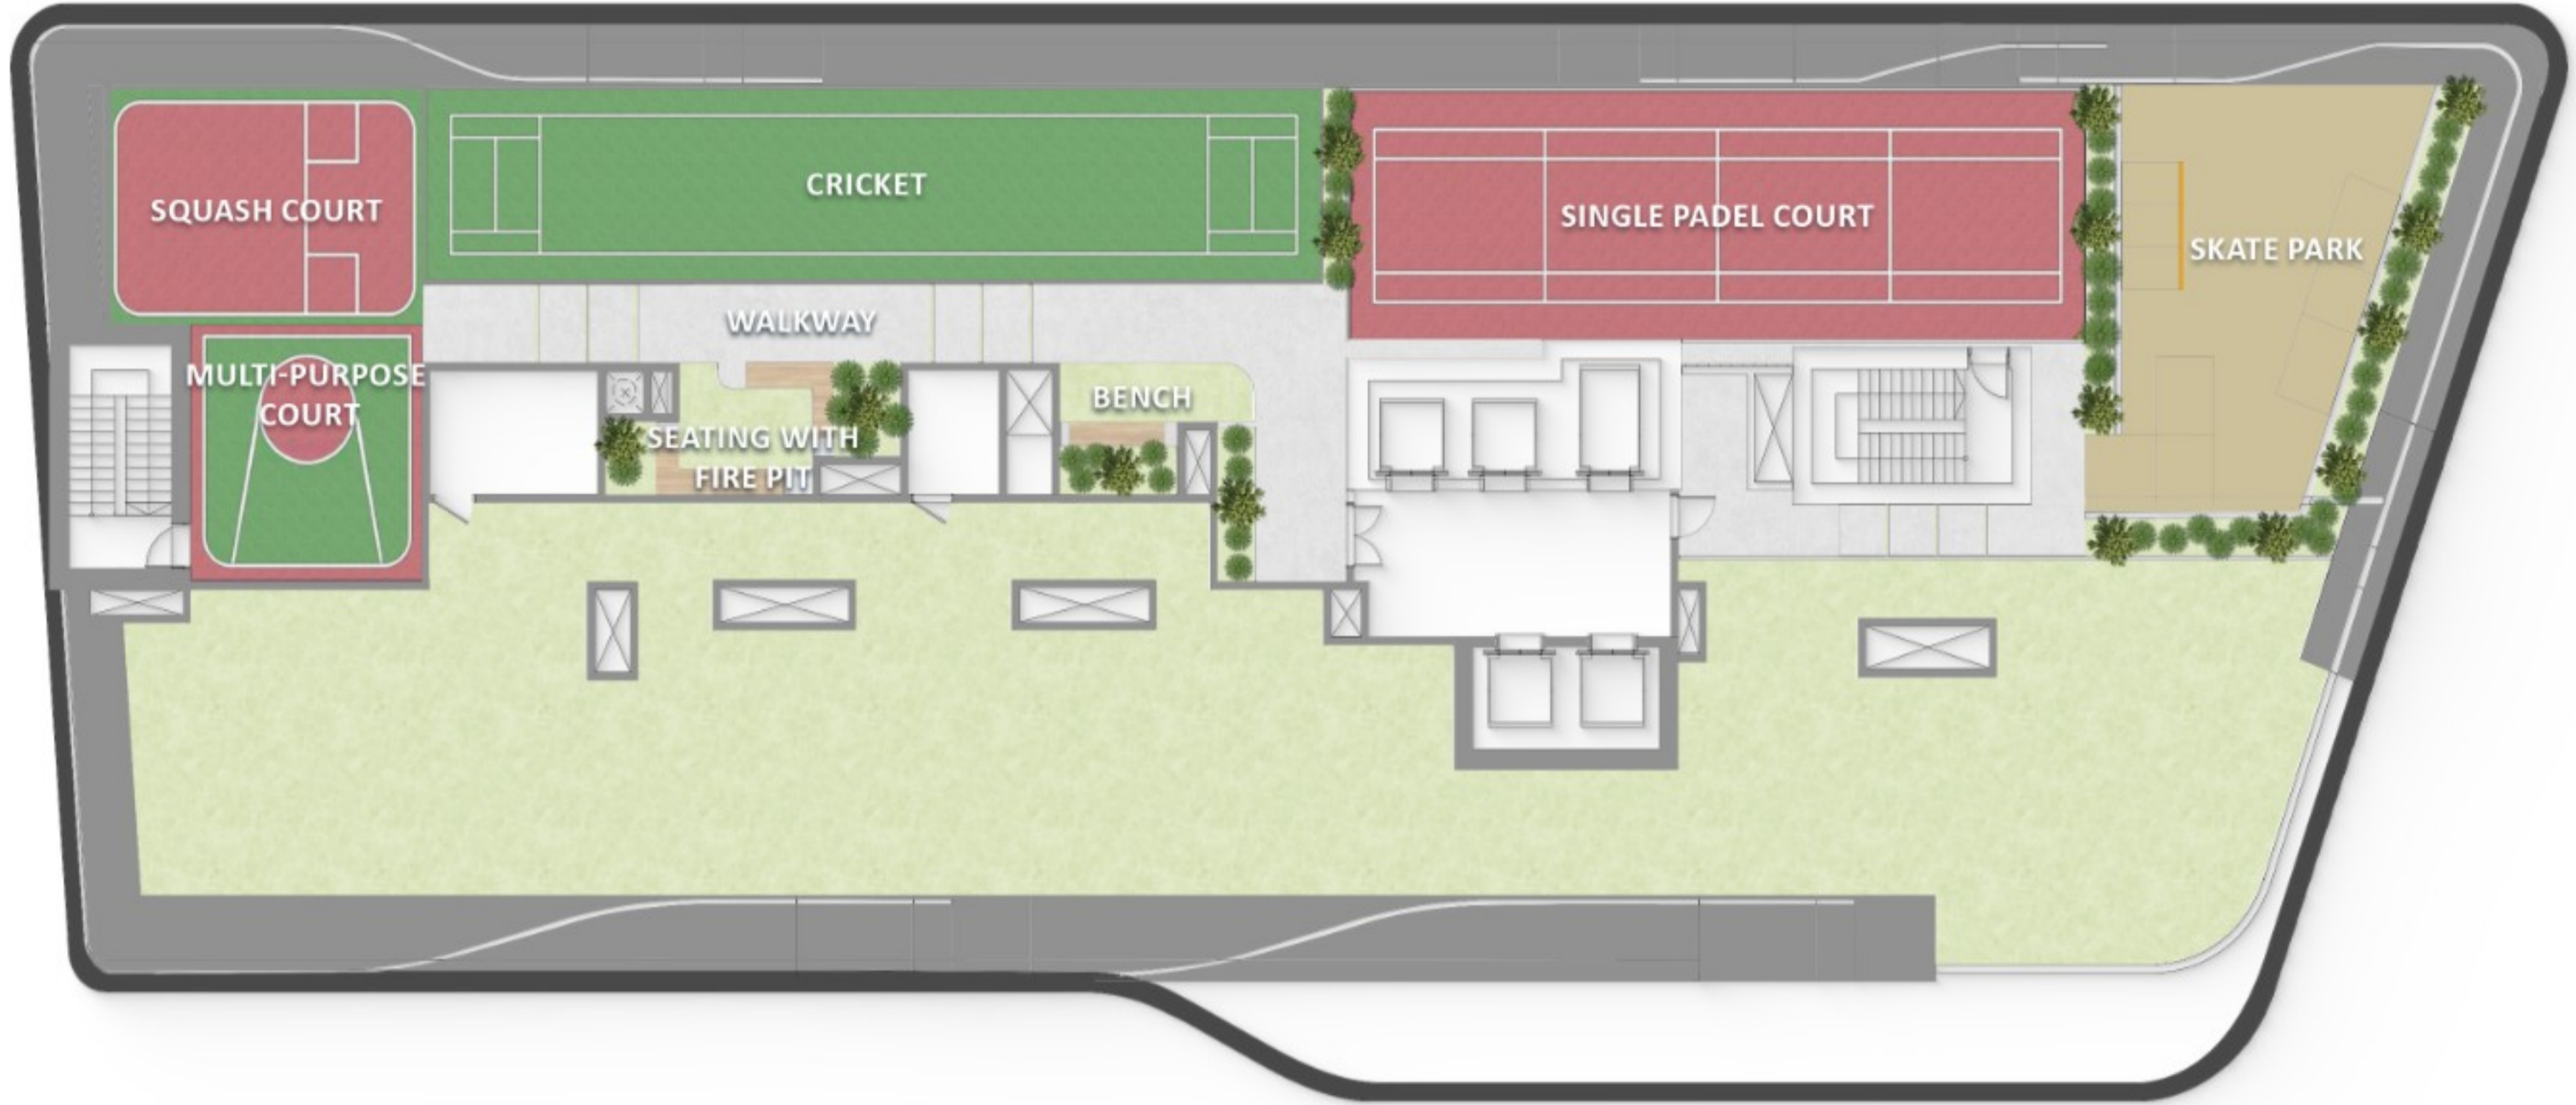 SQUASH COURT
CRICKET
SINGLE PADEL COURT
SKATE PARK
WALKWAY
MULTI-PURPOSE
COURT
BENCH
SEATING WITH
FIRE PIT